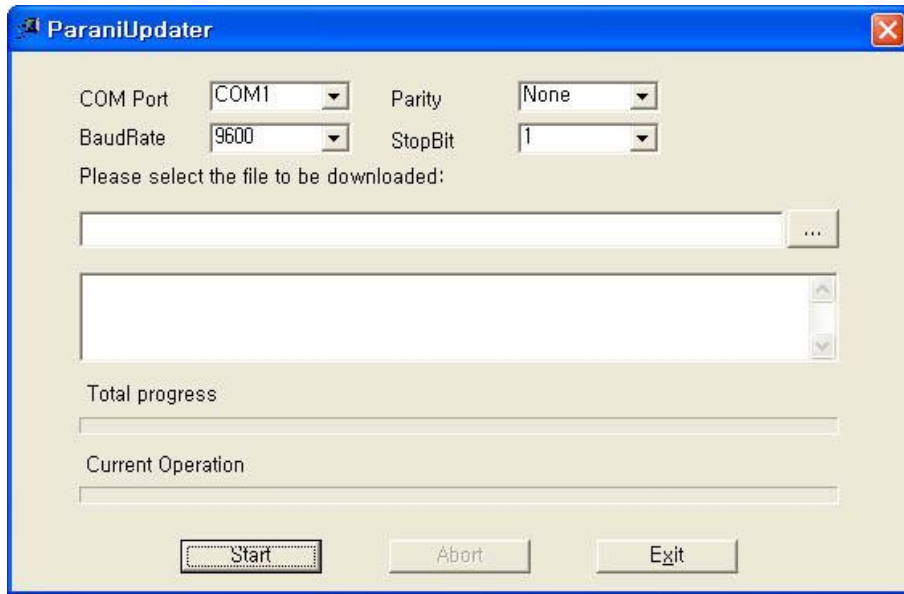 ParaniUpdater
COM Port COM1 Parity None
BaudRate 9600 StopBit 1
Please select the file to be downloaded:
...
Total progress
Current Operation
Start Abort Exit